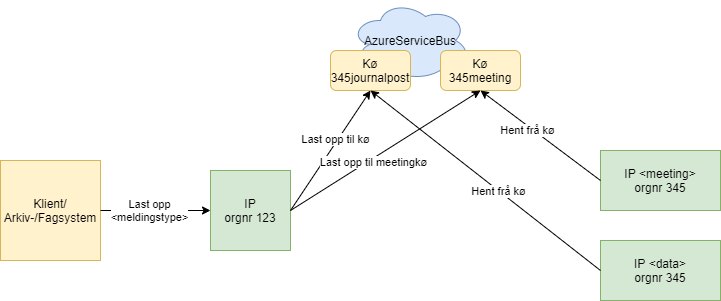 AzureServiceBus
Kø
345journalpost
Kø
345meeting
Last opp til kø
Hent frå kø
Last opp til meetingkø
IP <meeting>
orgnr 345
Hent frå kø
Klient/
Arkiv-/Fagsystem
Last opp
<meldingstype>
IP
orgnr 123
IP <data>
orgnr 345